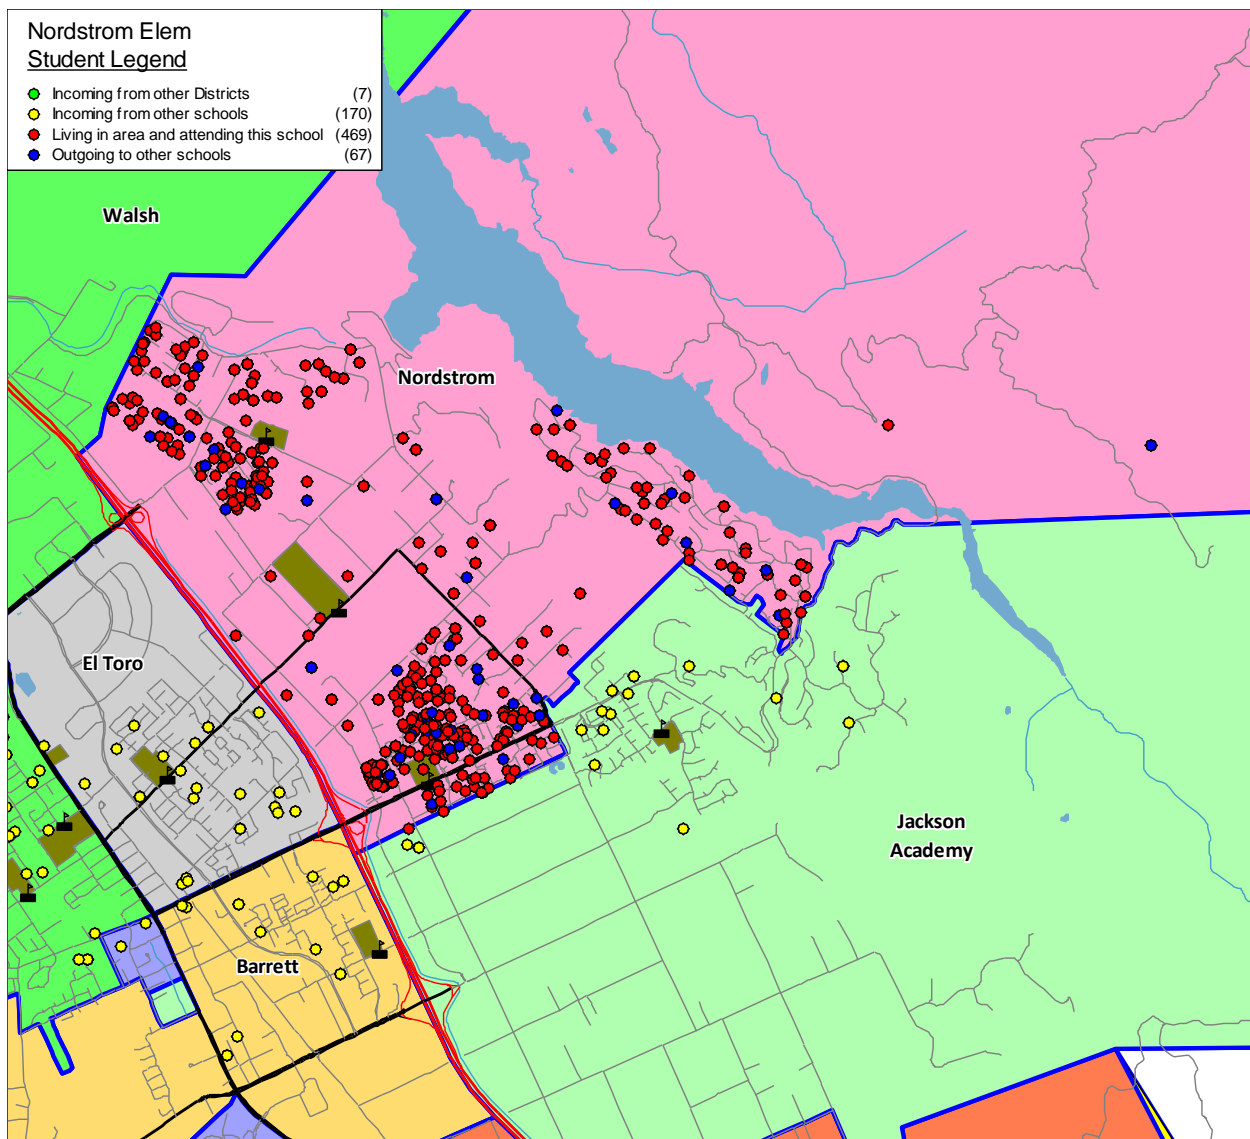 Nordstrom Elem
Student Legend
Incoming from other Districts (7)
Incoming from other schools (170)
Living in area and attending this school (469)
Outgoing to other schools (67)
Walsh
Nordstrom
El Toro
Jackson
Academy
Barrett